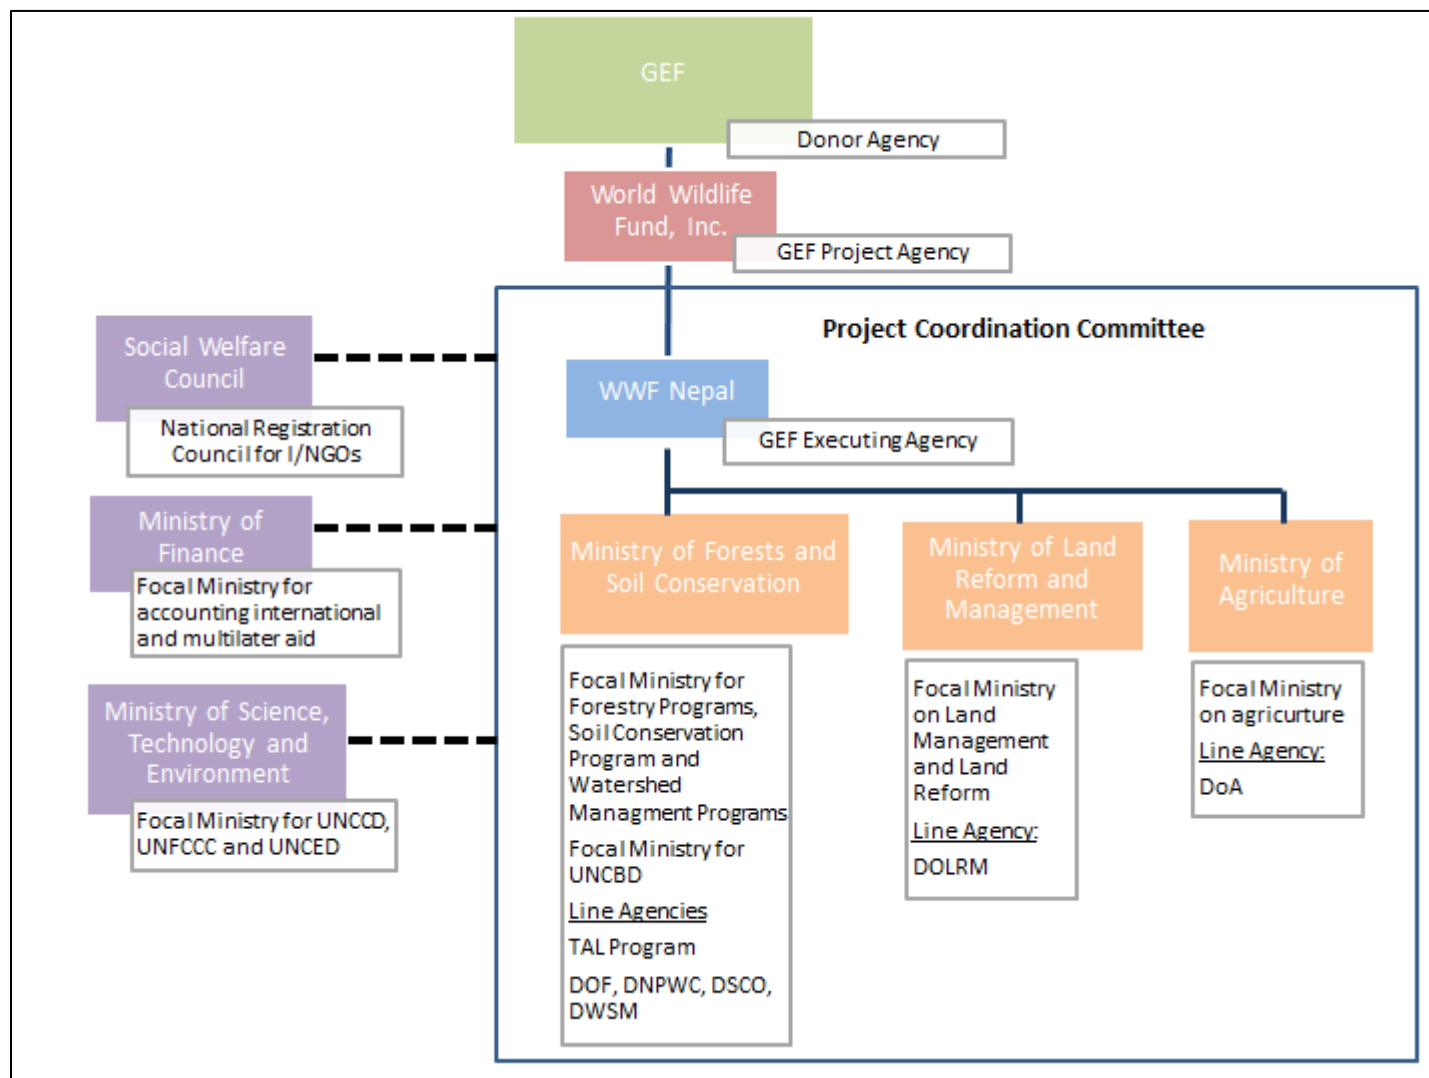 GEF
Donor Agency
World Wildlife
Fund, Inc.
GEF Project Agency
Project Coordination Committee
Social Welfare
Council
National Registration
Council for I/NGOs
WWF Nepal
GEF Executing Agency
Ministry of
Finance
Focal Ministry for
accounting international
and multilater aid
Ministry of Science,
Technology and
Environment
Focal Ministry for UNCCD,
UNFCCC and UNCED
Ministry of Forests and
Soil Conservation
Focal Ministry for
Forestry Programs,
Soil Conservation
Program and
Watershed
Managment Programs
Focal Ministry for
UNCBD
Line Agencies
TAL Program
DOF, DNPWC, DSCO,
DWSM
Ministry of Land
Reform and
Management
Focal Ministry
on Land
Management
and Land
Reform
Line Agency:
DOLRM
Ministry of
Agriculture
Focal Ministry
on agricurture
Line Agency:
DoA